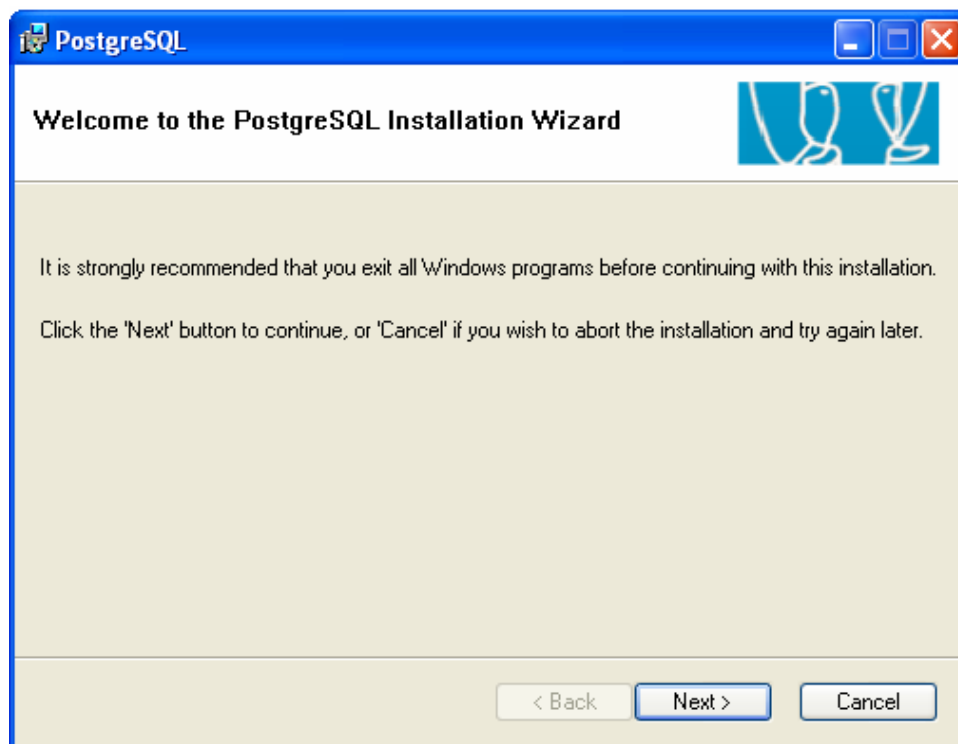 PostgreSQL
Welcome to the PostgreSQL Installation Wizard
It is strongly recommended that you exit all Windows programs before continuing with this installation.
Click the 'Next' button to continue, or 'Cancel' if you wish to abort the installation and try again later.
< Back
Next >
Cancel